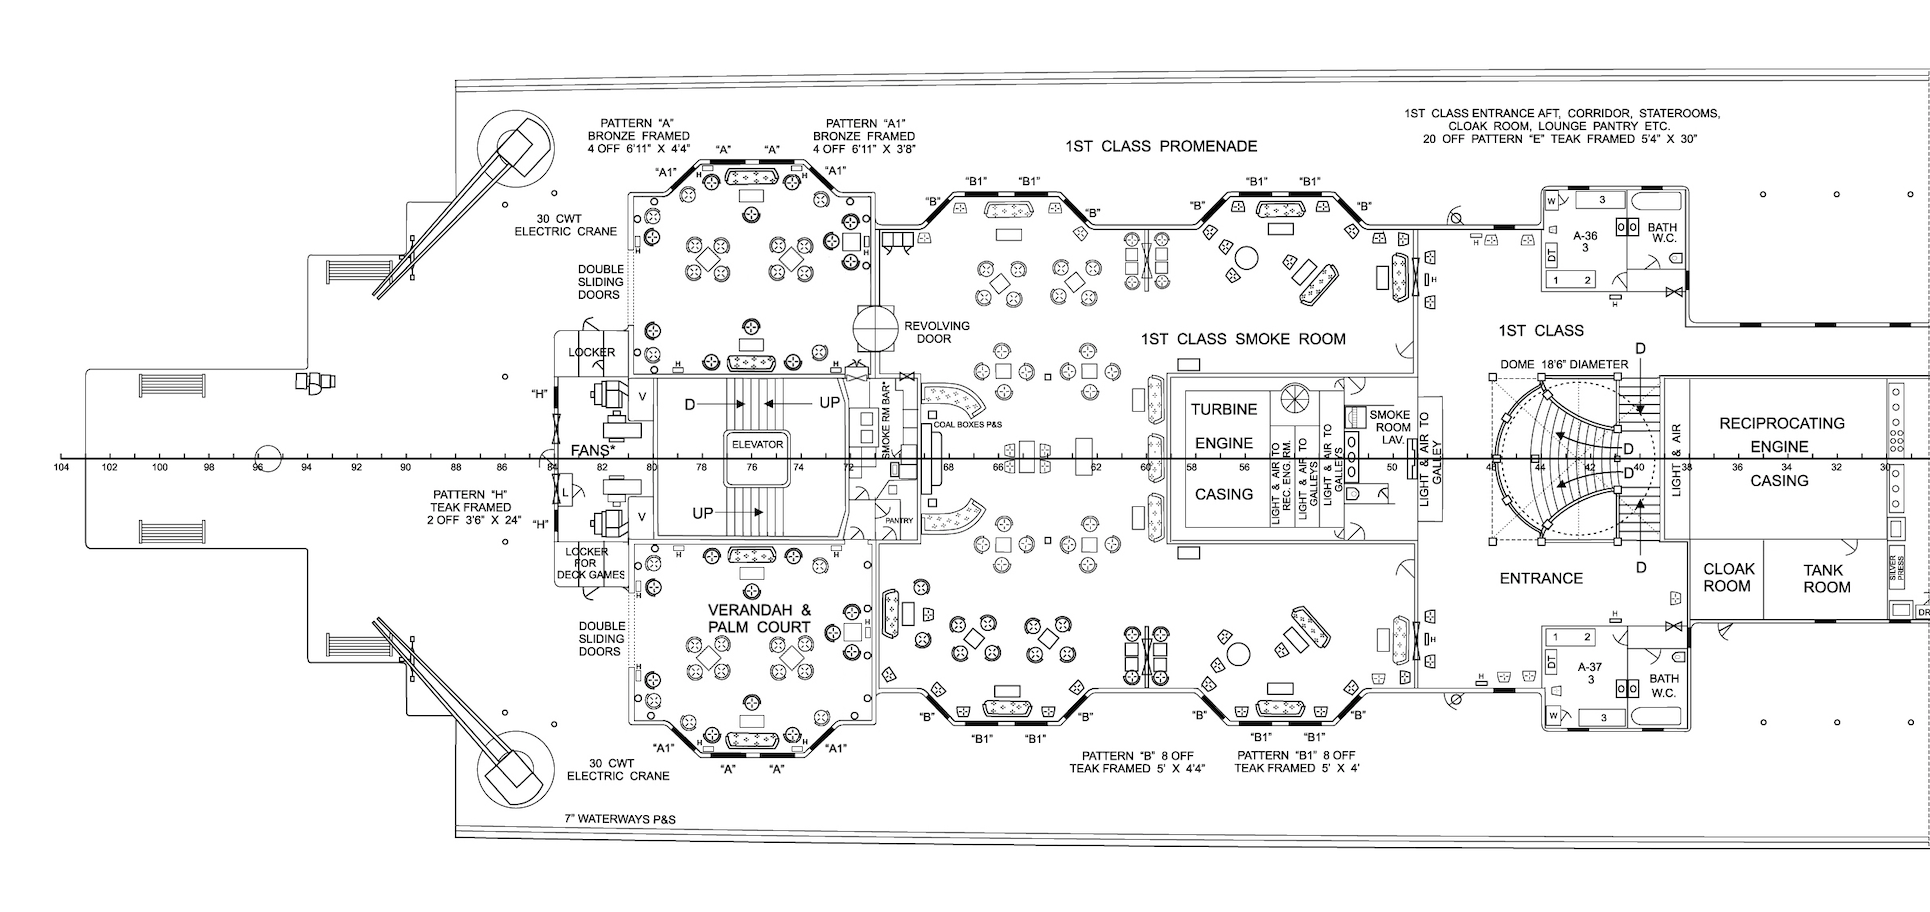 PATTERN “A”
BRONZE FRAMED
4 OFF 6'11" X 4'4"
PATTERN “A1”
BRONZE FRAMED
4 OFF 6'11" X 3'8"
1ST CLASS PROMENADE
1ST CLASS ENTRANCE AFT, CORRIDOR, STATEROOMS,
CLOAK ROOM, LOUNGE PANTRY ETC.
20 OFF PATTERN “E” TEAK FRAMED 5'4" X 30"
“A” “A”
“A1” “A1”
H H
“B1” “B1”
“B” “B”
“B1” “B1”
“B” “B”
30 CWT
ELECTRIC CRANE
DOUBLE
SLIDING
DOORS
H
H
H
H
REVOLVING
DOOR
1ST CLASS SMOKE ROOM
H
H
W
3
A-36
3
DT
1 2
BATH
W.C.
H
1ST CLASS
DOME 18'6" DIAMETER
D
LOCKER
“H”
V
D
UP
ELEVATOR
UP
SMOKE RM BAR*
COAL BOXES P&S
PANTRY
FANS*
L
V
“H”
PATTERN “H”
TEAK FRAMED
2 OFF 3'6" X 24"
TURBINE
ENGINE
CASING
LIGHT & AIR TO
REC. ENG. RM.
LIGHT & AIR TO
GALLEYS
LIGHT & AIR TO
GALLEYS
SMOKE
ROOM
LAV.
LIGHT & AIR TO
GALLEY
D
D
D
LIGHT & AIR
RECIPROCATING
ENGINE
CASING
104 102 100 98 96 94 92 90 88 86 84 82 80 78 76 74 72 68 66 64 62 60 58 56 54 50 48 44 42 40 38 36 34 32 30
LOCKER
FOR
DECK GAMES
H
H
H
VERANDAH &
PALM COURT
DOUBLE
SLIDING
DOORS
H
H
ENTRANCE
CLOAK
ROOM
TANK
ROOM
SILVER
PRESS
DR
H
H
H
1 2
DT
A-37
3
W
3
BATH
W.C.
“A1” “A1”
“A” “A”
H H
“B” “B”
“B1” “B1”
“B” “B”
“B1” “B1”
PATTERN “B” 8 OFF
TEAK FRAMED 5' X 4'4"
PATTERN “B1” 8 OFF
TEAK FRAMED 5' X 4'
30 CWT
ELECTRIC CRANE
7" WATERWAYS P&S